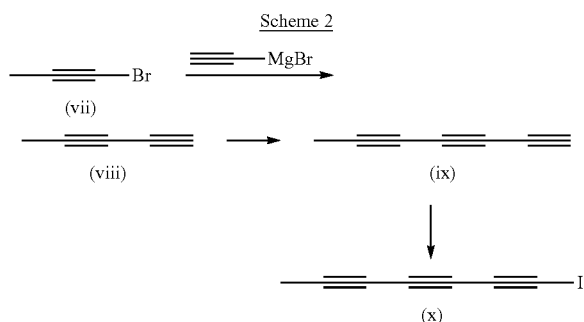 Scheme 2
MgBr
Br
(vii)
(viii)
(ix)
I
(x)